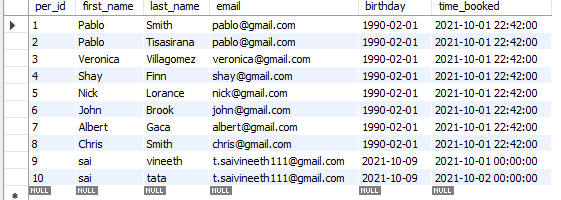 per_id first_name last_name email birthday time_booked
1 Pablo Smith pablo@gmail.com 1990-02-01 2021-10-01 22:42:00
2 Pablo Tisasirana pablo@gmail.com 1990-02-01 2021-10-01 22:42:00
3 Veronica Villagomez veronica@gmail.com 1990-02-01 2021-10-01 22:42:00
4 Shay Finn shay@gmail.com 1990-02-01 2021-10-01 22:42:00
5 Nick Lorance nick@gmail.com 1990-02-01 2021-10-01 22:42:00
6 John Brook john@gmail.com 1990-02-01 2021-10-01 22:42:00
7 Albert Gaca albert@gmail.com 1990-02-01 2021-10-01 22:42:00
8 Chris Smith chris@gmail.com 1990-02-01 2021-10-01 22:42:00
9 sai vineeth t.saivineeth111@gmail.com 2021-10-09 2021-10-01 00:00:00
10 sai tata t.saivineeth111@gmail.com 2021-10-09 2021-10-02 00:00:00
NULL NULL NULL NULL NULL NULL